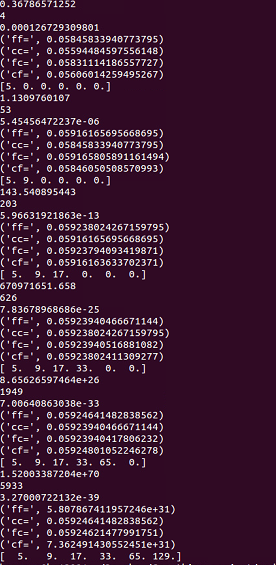 0.36786571252
4
0.000126729309801
('ff=', 0.05845833940773795)
('cc=', 0.05594484597556148)
('fc=', 0.05831114186557727)
('cf=', 0.05606014259495267)
[5. 0. 0. 0. 0. 0.]
1.1309760107
53
5.45456472237e-06
('ff=', 0.05916165695668695)
('cc=', 0.05845833940773795)
('fc=', 0.059165805891161494)
('cf=', 0.05846050508570993)
[5. 9. 0. 0. 0. 0.]
143.540895443
203
5.96631921863e-13
('ff=', 0.059238024267159795)
('cc=', 0.05916165695668695)
('fc=', 0.05923794093419871)
('cf=', 0.05916163633702371)
[ 5.  9. 17.  0.  0.  0.]
670971651.658
626
7.83678968686e-25
('ff=', 0.05923940466671144)
('cc=', 0.059238024267159795)
('fc=', 0.05923940516881082)
('cf=', 0.05923802411309277)
[ 5.  9. 17. 33.  0.  0.]
8.65626597464e+26
1949
7.00640863038e-33
('ff=', 0.05924641482838562)
('cc=', 0.05923940466671144)
('fc=', 0.05923940417806232)
('cf=', 0.05924801052246278)
[ 5.  9. 17. 33. 65.  0.]
1.52003387204e+70
5933
3.27000722132e-39
('ff=', 5.807867411957246e+31)
('cc=', 0.05924641482838562)
('fc=', 0.05924621477991751)
('cf=', 7.362491430552451e+31)
[  5.   9.  17.  33.  65. 129.]